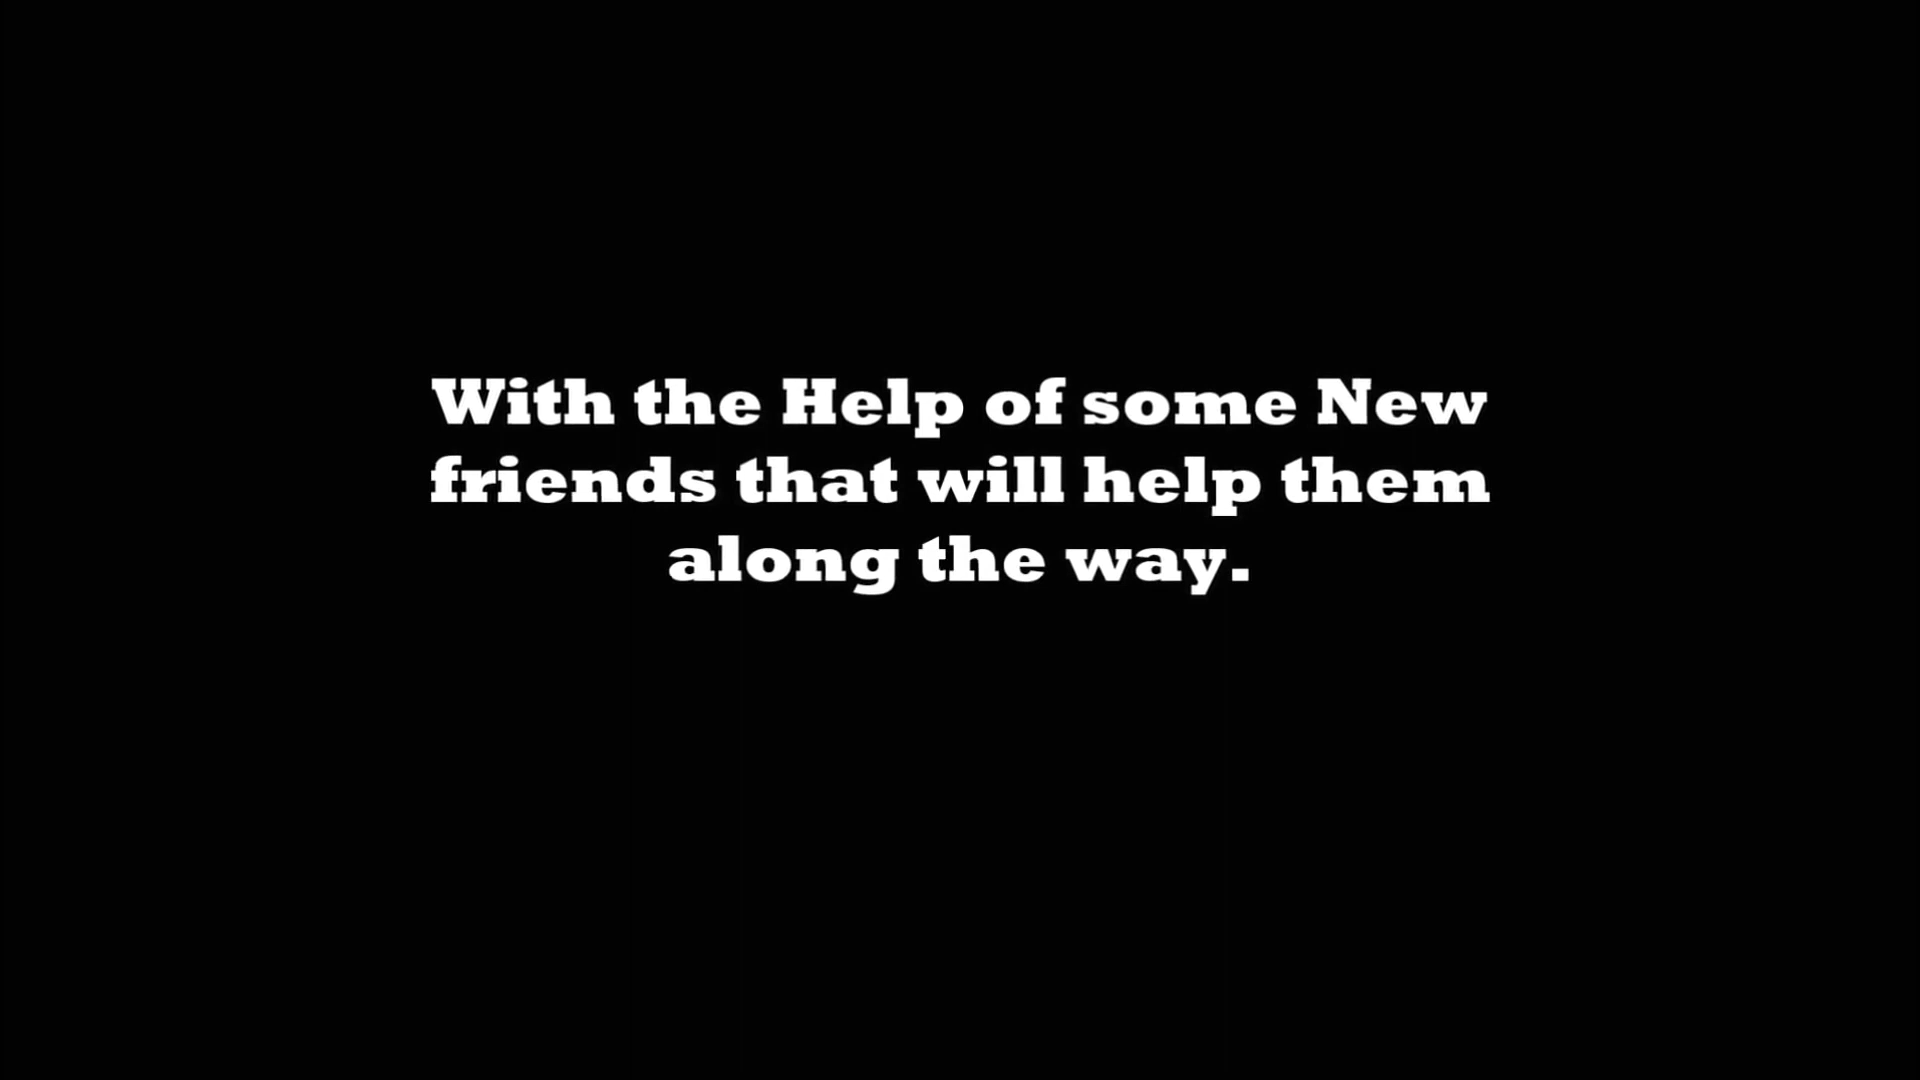 With the Help of some New
friends that will help them
along the way.